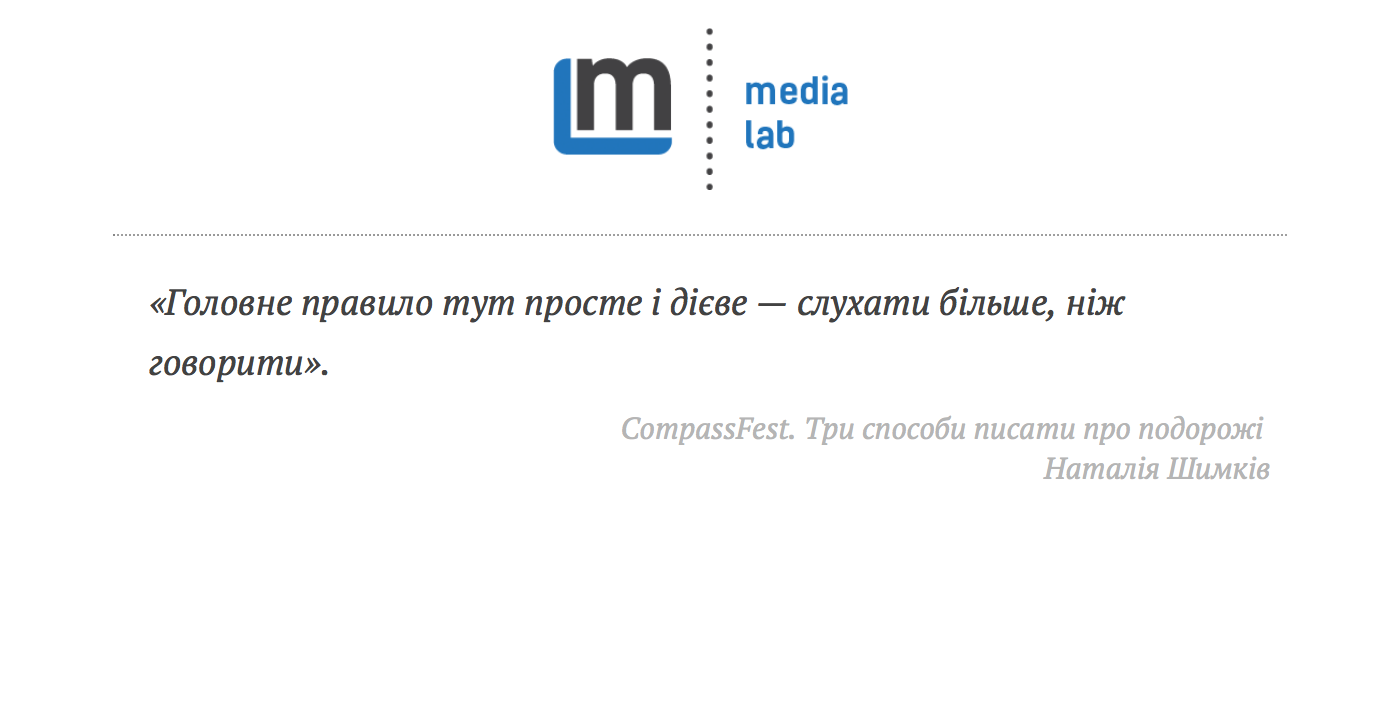 lm
media
lab
«Головне правило тут просте і дієве — слухати більше, ніж
говорити».
CompassFest. Три способи писати про подорожі
Наталія Шимків